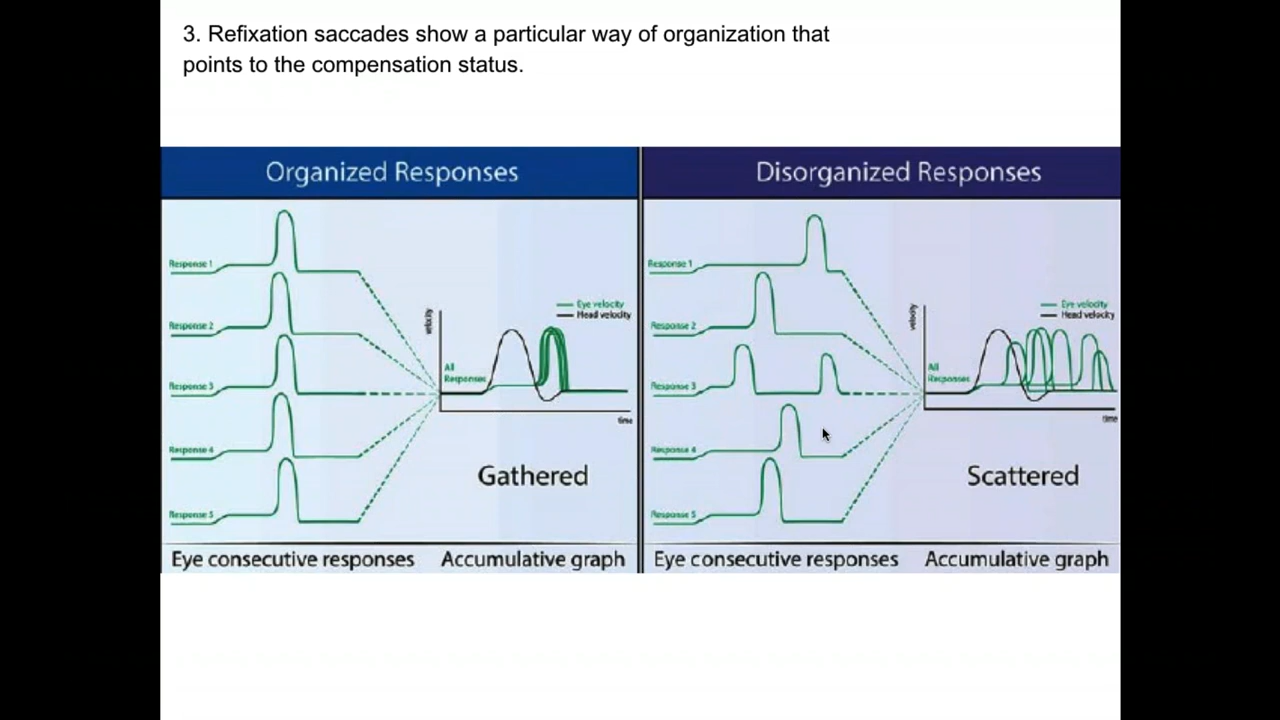 3. Refixation saccades show a particular way of organization that
points to the compensation status.
Organized Responses
Response 1
Response 2
Response 3
Response 4
Response 5
velocity
Eye velocity
Head velocity
All
Responses
time
Gathered
Eye consecutive responses
Accumulative graph
Disorganized Responses
Response 1
Response 2
Response 3
Response 4
Response 5
velocity
Eye velocity
Head velocity
All
Responses
time
Scattered
Eye consecutive responses
Accumulative graph